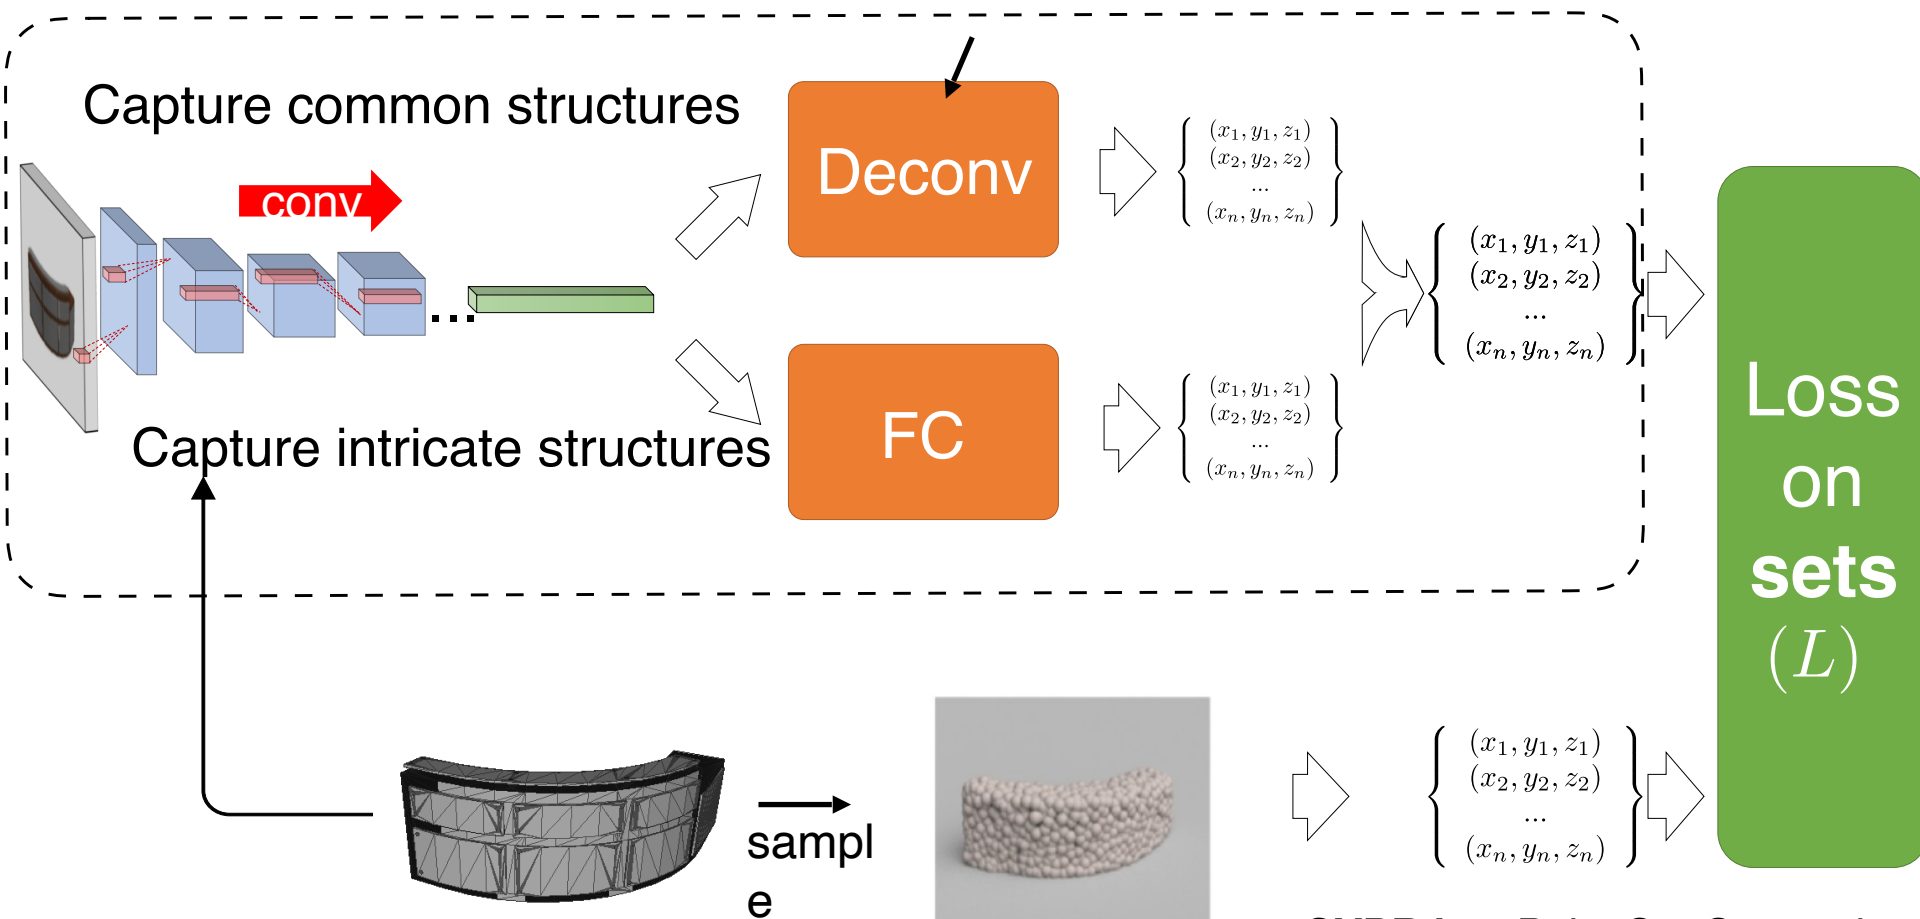 Capture common structures
conv
Deconv
(x₁, y₁, z₁)
(x₂, y₂, z₂)
...
(xₙ, yₙ, zₙ)
(x₁, y₁, z₁)
(x₂, y₂, z₂)
...
(xₙ, yₙ, zₙ)
Capture intricate structures
FC
(x₁, y₁, z₁)
(x₂, y₂, z₂)
...
(xₙ, yₙ, zₙ)
Loss
on
sets
(L)
sampl
e
(x₁, y₁, z₁)
(x₂, y₂, z₂)
...
(xₙ, yₙ, zₙ)